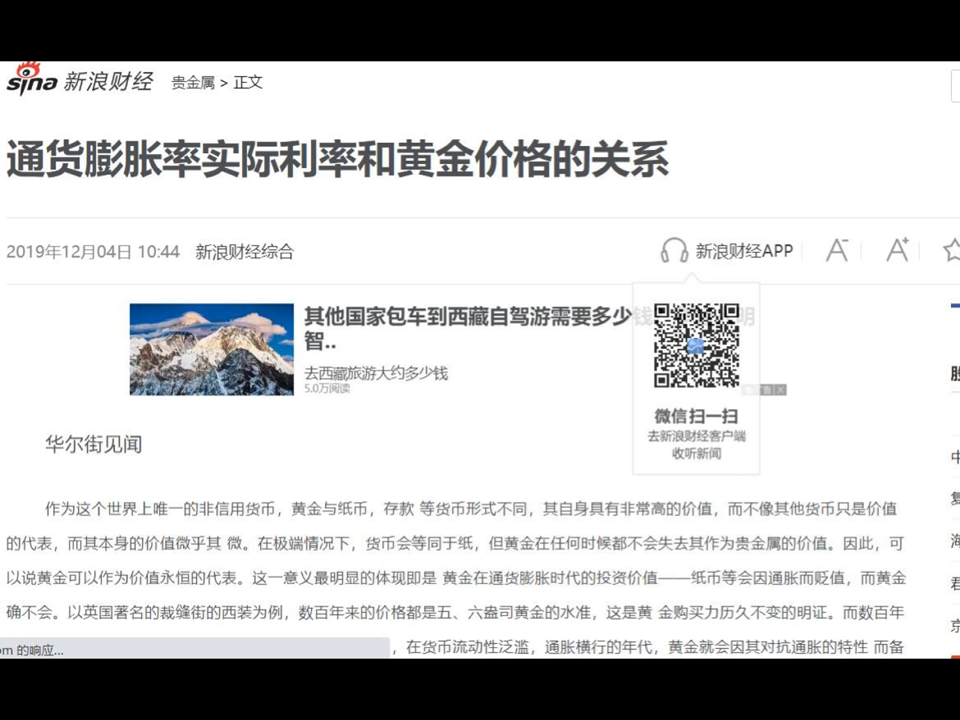 sina 新浪财经 贵金属 > 正文
通货膨胀率实际利率和黄金价格的关系
2019年12月04日 10:44 新浪财经综合
新浪财经APP A- A+
其他国家包车到西藏自驾游需要多少钱 明
智..
去西藏旅游大约多少钱
5.0万阅读
微信扫一扫
去新浪财经客户端
收听新闻
华尔街见闻
作为这个世界上唯一的非信用货币，黄金与纸币，存款 等货币形式不同，其自身具有非常高的价值，而不像其他货币只是价值
的代表，而其本身的价值微乎其 微。在极端情况下，货币会等同于纸，但黄金在任何时候都不会失去其作为贵金属的价值。因此，可
以说黄金可以作为价值永恒的代表。这一意义最明显的体现即是 黄金在通货膨胀时代的投资价值——纸币等会因通胀而贬值，而黄金
确不会。以英国著名的裁缝街的西装为例，数百年来的价格都是五、六盎司黄金的水准，这是黄 金购买力历久不变的明证。而数百年
，在货币流动性泛滥，通胀横行的年代，黄金就会因其对抗通胀的特性 而备
om 的响应...